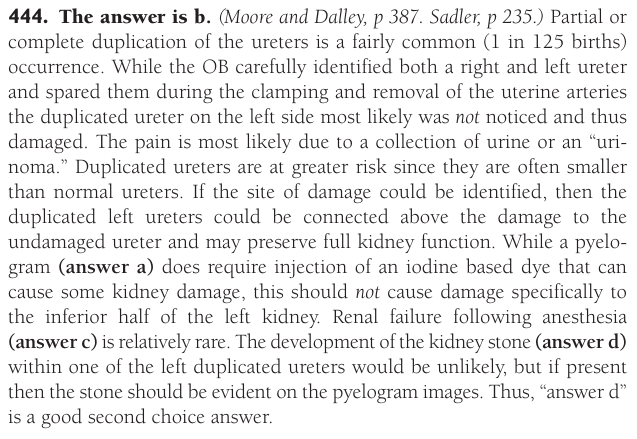 444. The answer is b. (Moore and Dalley, p 387. Sadler, p 235.) Partial or
complete duplication of the ureters is a fairly common (1 in 125 births)
occurrence. While the OB carefully identified both a right and left ureter
and spared them during the clamping and removal of the uterine arteries
the duplicated ureter on the left side most likely was not noticed and thus
damaged. The pain is most likely due to a collection of urine or an “uri-
noma.” Duplicated ureters are at greater risk since they are often smaller
than normal ureters. If the site of damage could be identified, then the
duplicated left ureters could be connected above the damage to the
undamaged ureter and may preserve full kidney function. While a pyelo-
gram (answer a) does require injection of an iodine based dye that can
cause some kidney damage, this should not cause damage specifically to
the inferior half of the left kidney. Renal failure following anesthesia
(answer c) is relatively rare. The development of the kidney stone (answer d)
within one of the left duplicated ureters would be unlikely, but if present
then the stone should be evident on the pyelogram images. Thus, “answer d”
is a good second choice answer.